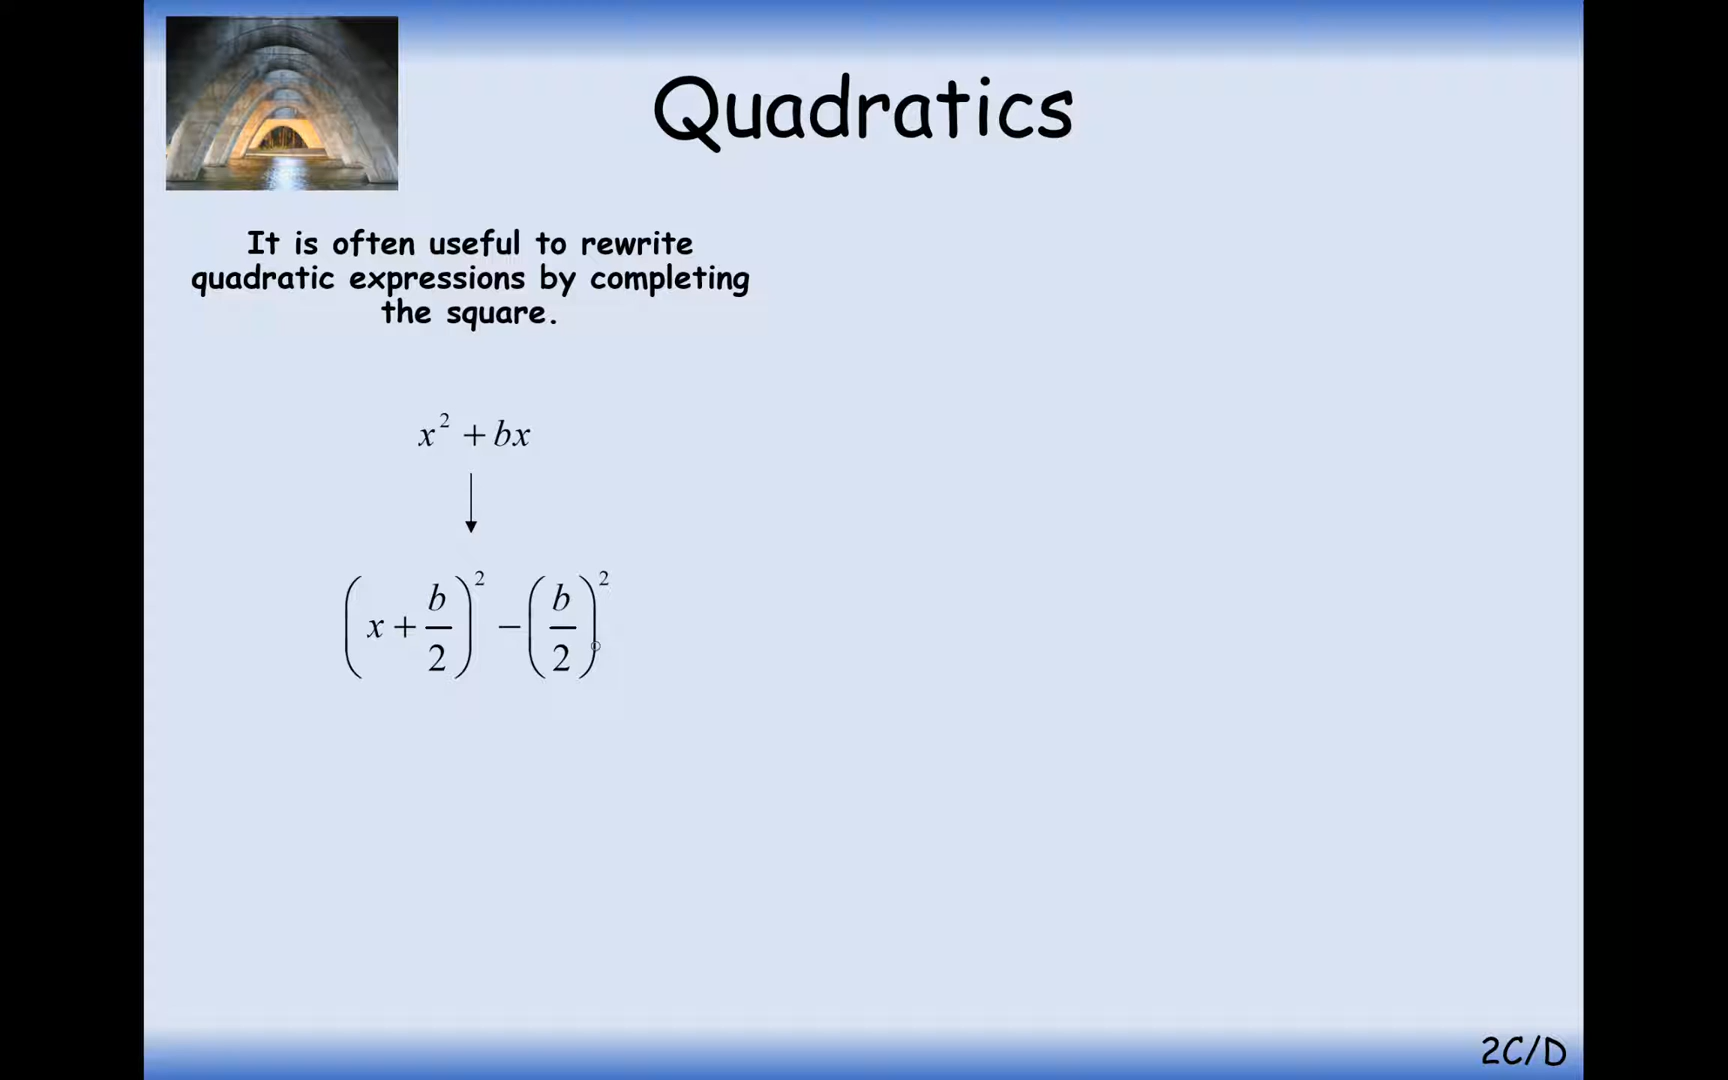 Quadratics
It is often useful to rewrite
quadratic expressions by completing
the square.
x² + bx
(x + b/2)² − (b/2)²
2C/D